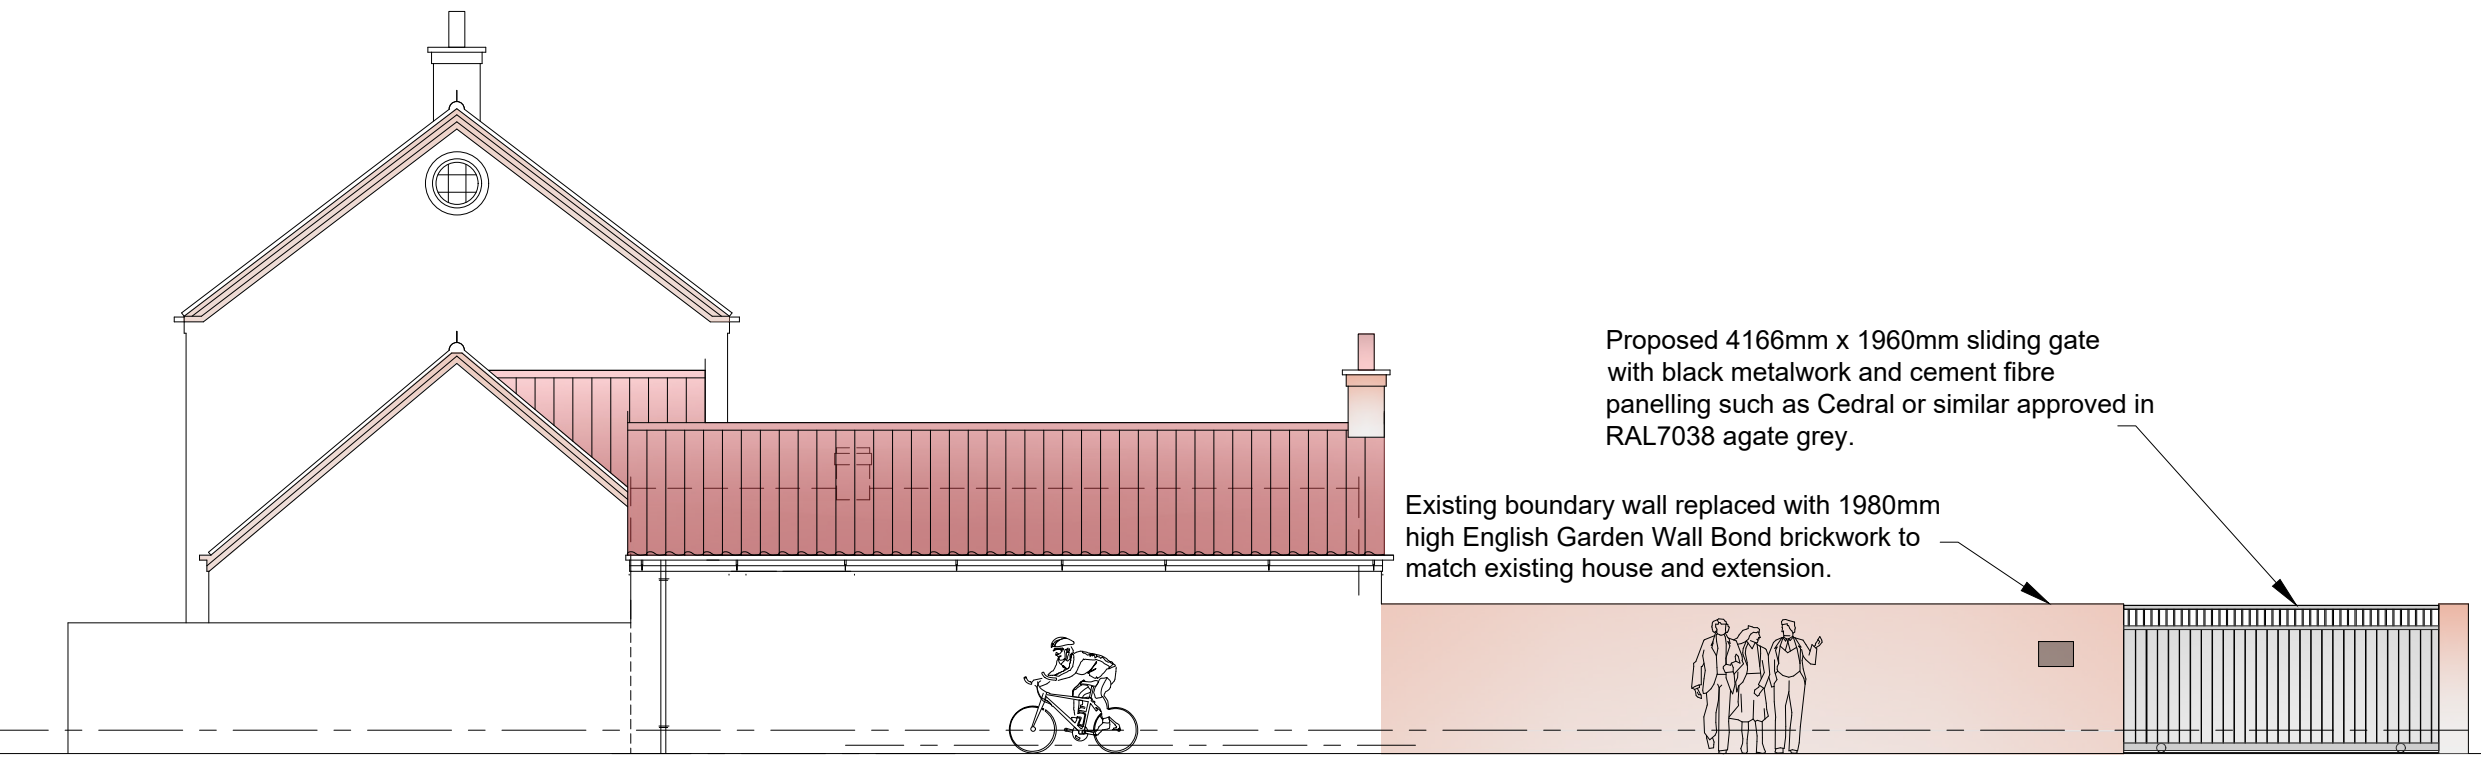 Proposed 4166mm x 1960mm sliding gate
with black metalwork and cement fibre
panelling such as Cedral or similar approved in
RAL7038 agate grey.
Existing boundary wall replaced with 1980mm
high English Garden Wall Bond brickwork to
match existing house and extension.